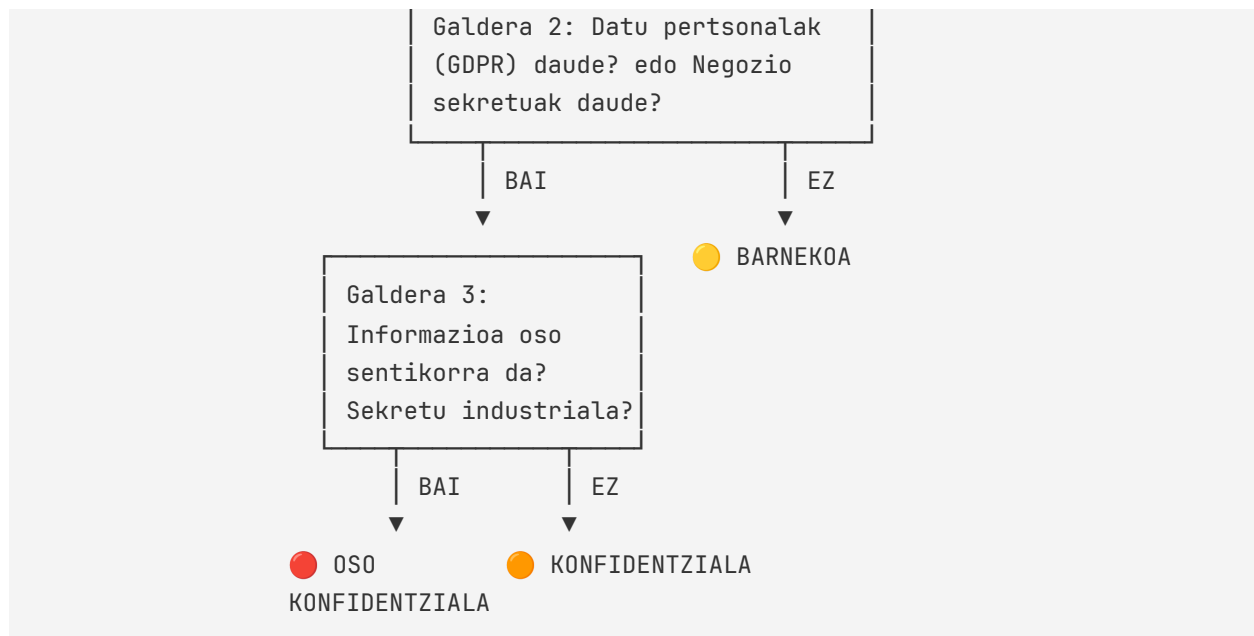 Galdera 2: Datu pertsonalak
(GDPR) daude? edo Negozio
sekretuak daude?
BAI EZ
🟡 BARNEKOA
Galdera 3:
Informazioa oso
sentikorra da?
Sekretu industriala?
BAI EZ
🔴 OSO
KONFIDENTZIALA
🟠 KONFIDENTZIALA